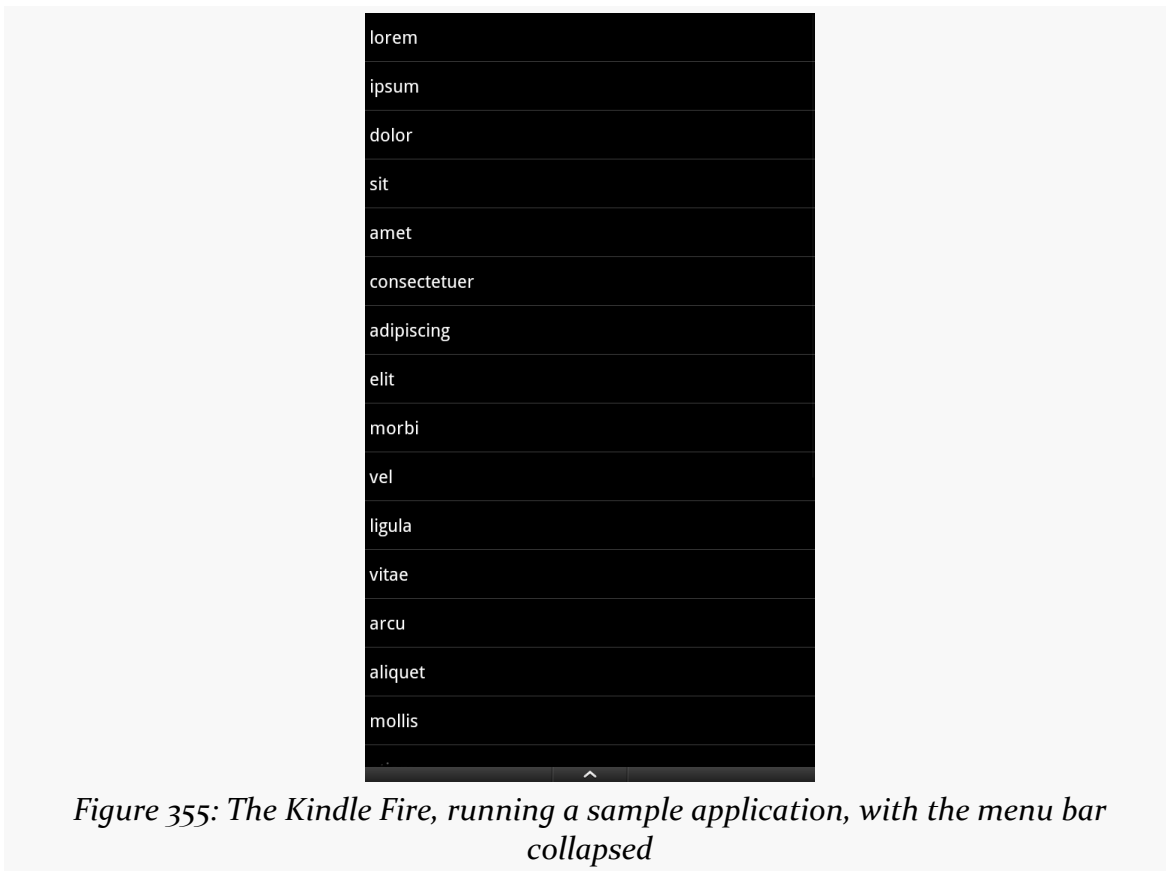 lorem
ipsum
dolor
sit
amet
consectetuer
adipiscing
elit
morbi
vel
ligula
vitae
arcu
aliquet
mollis
Figure 355: The Kindle Fire, running a sample application, with the menu bar
collapsed